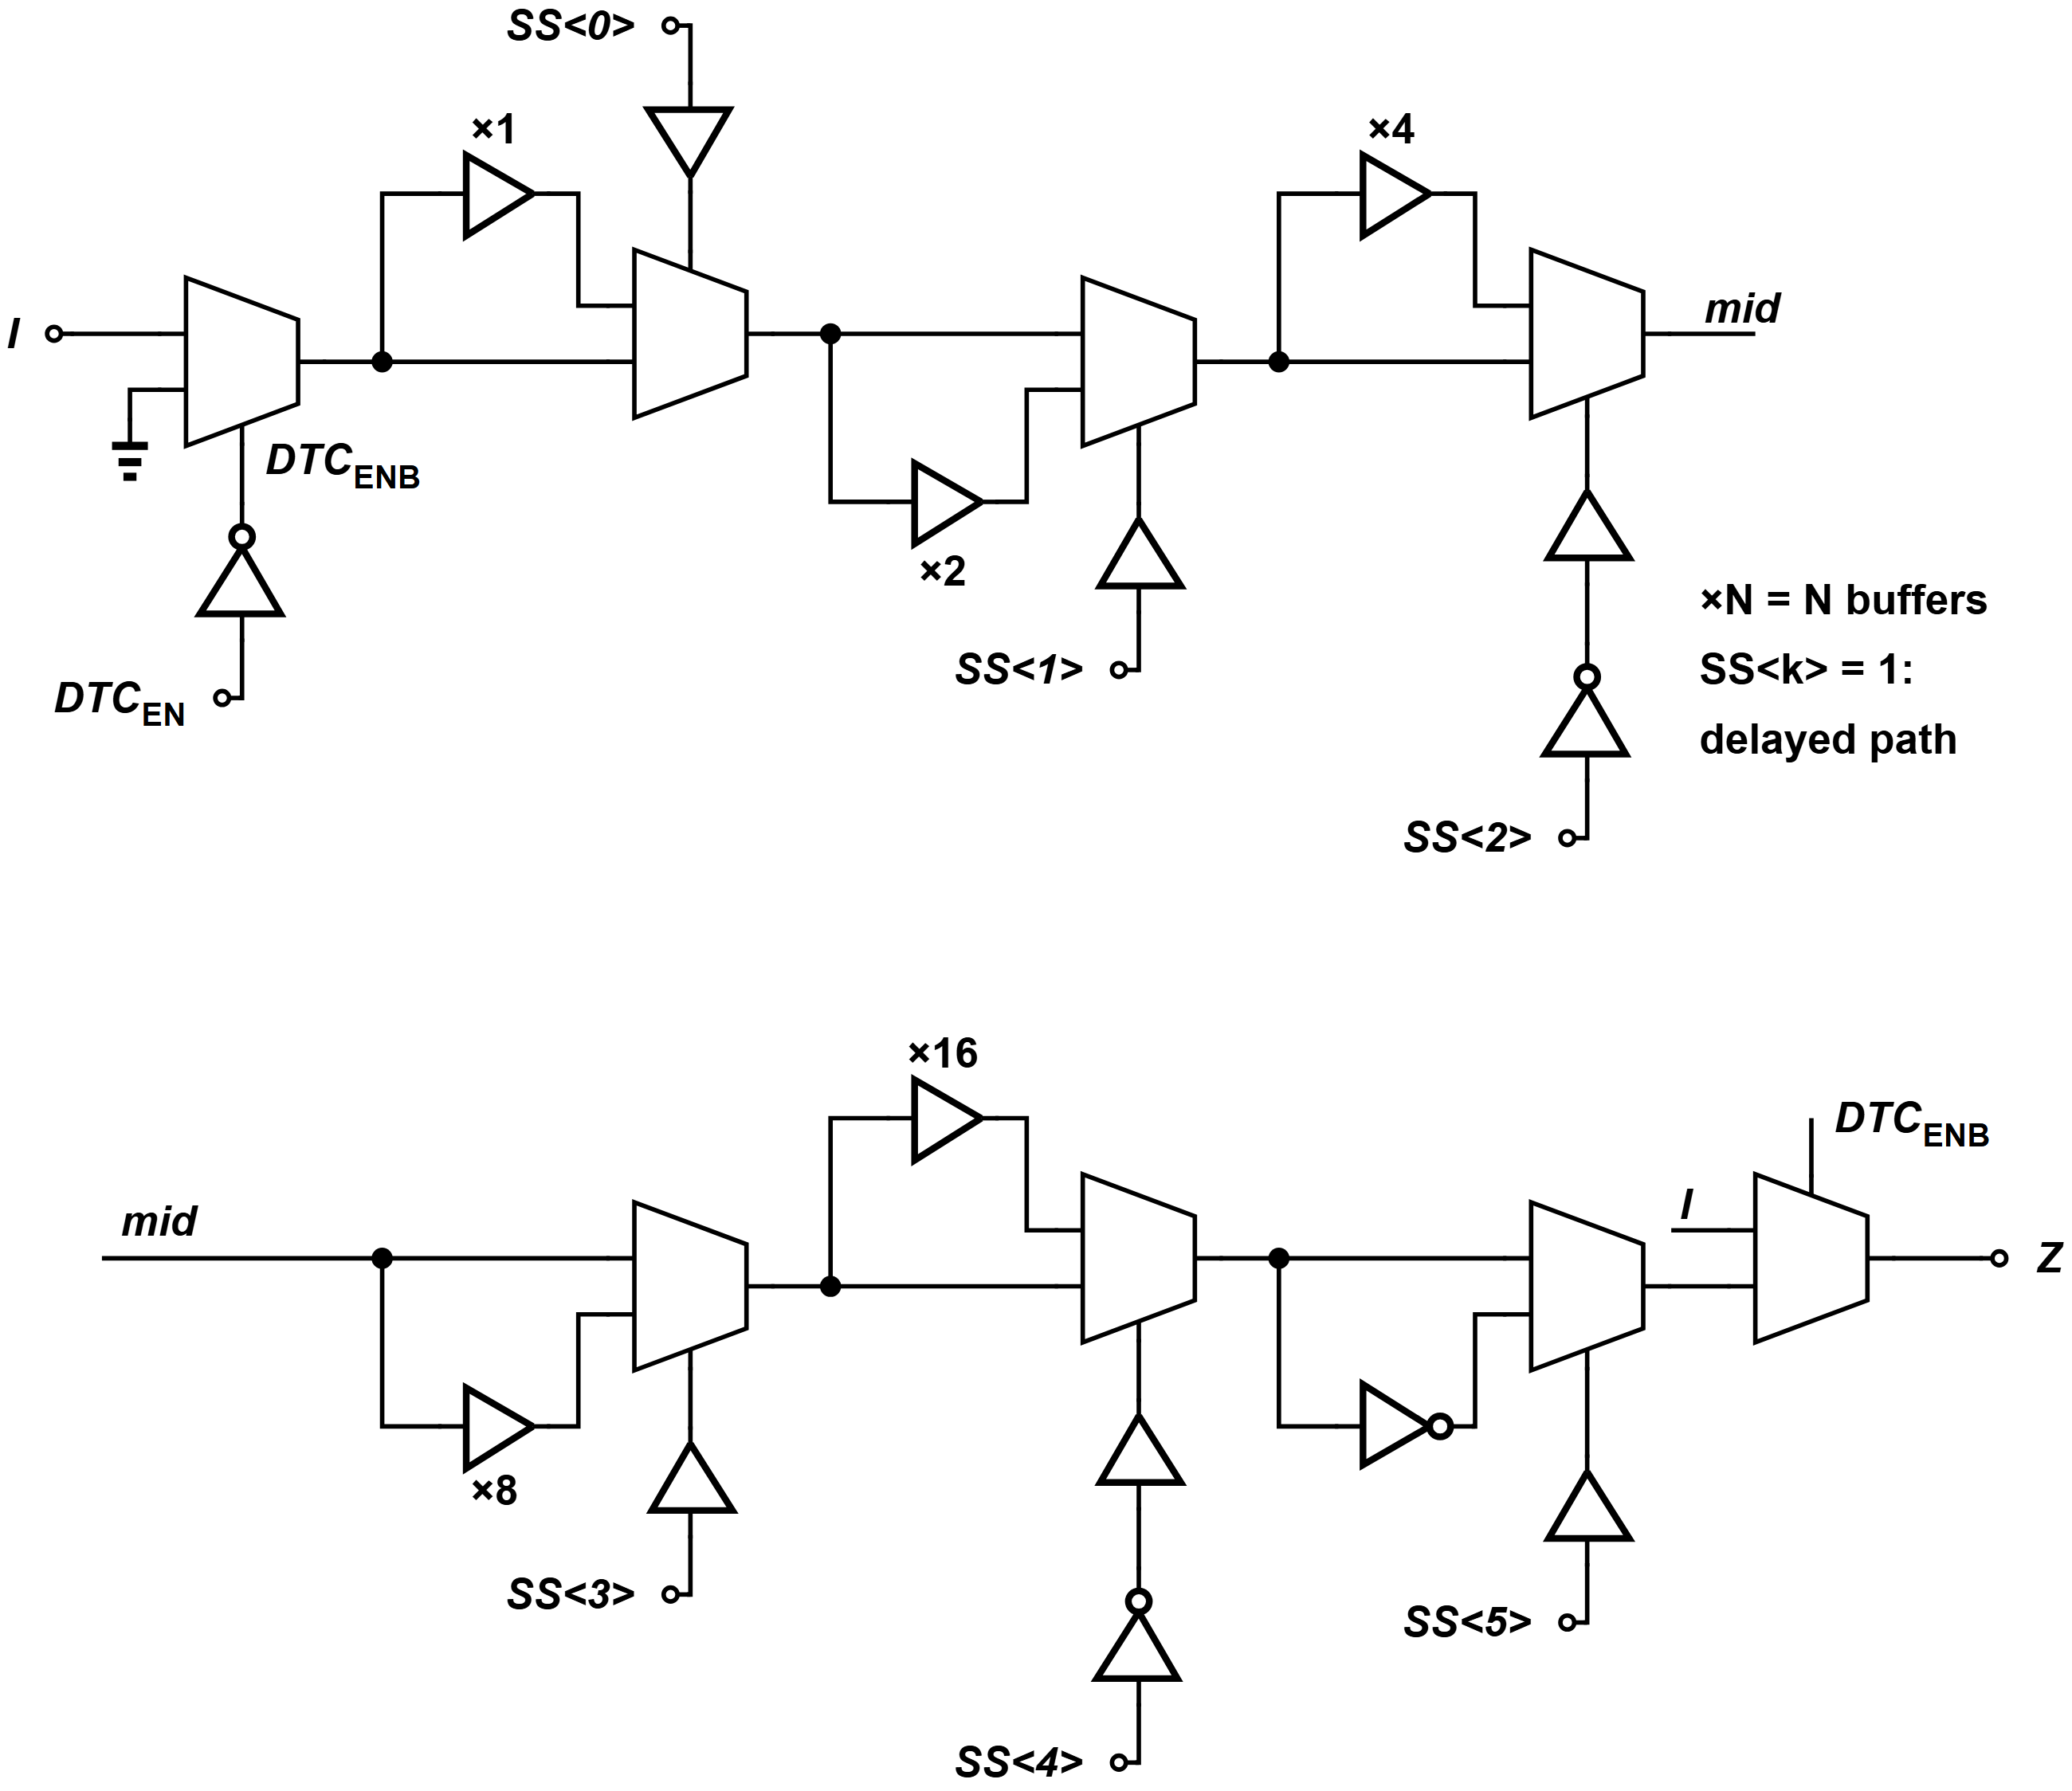 SS<0>
×1
×4
I
mid
DTCENB
×2
×N = N buffers
SS<1>
SS<k> = 1:
DTCEN
delayed path
SS<2>
×16
DTCENB
mid
I
Z
×8
SS<3>
SS<5>
SS<4>